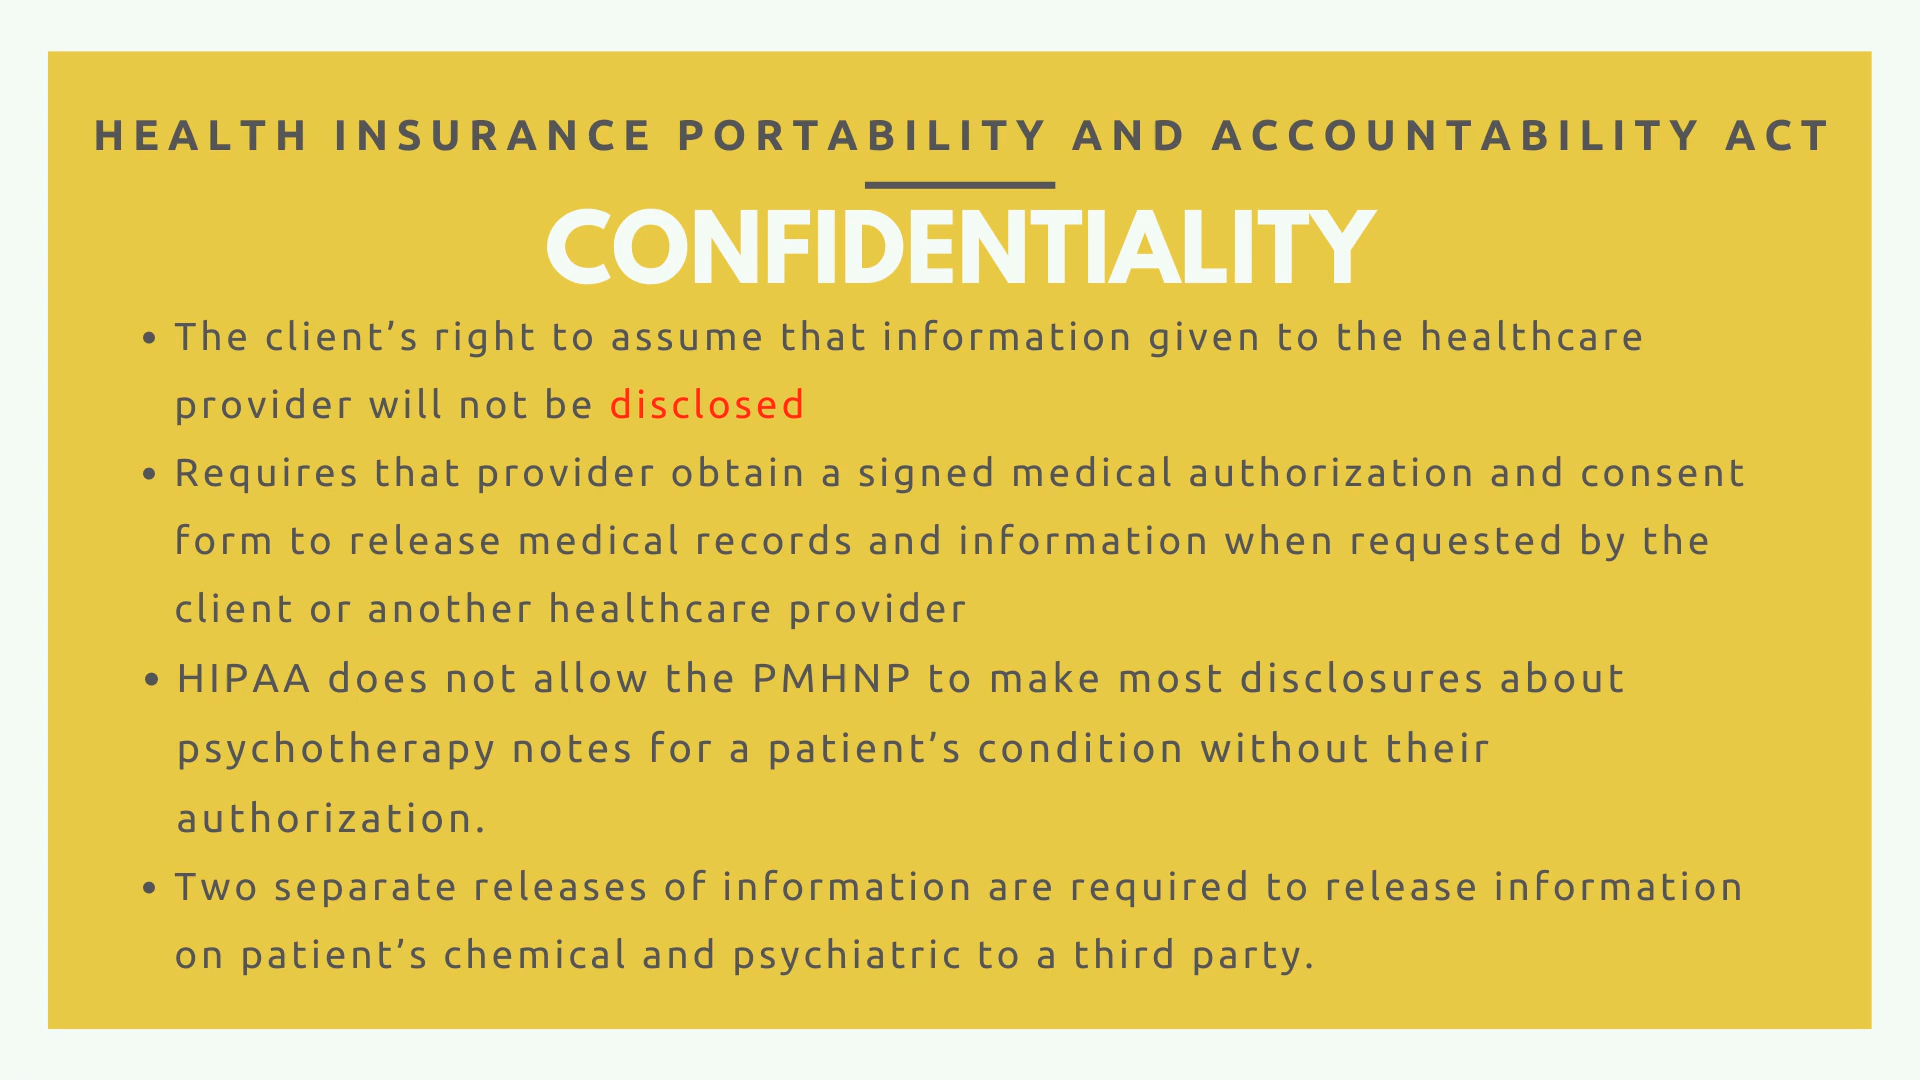 HEALTH INSURANCE PORTABILITY AND ACCOUNTABILITY ACT
CONFIDENTIALITY
• The client’s right to assume that information given to the healthcare
provider will not be disclosed
• Requires that provider obtain a signed medical authorization and consent
form to release medical records and information when requested by the
client or another healthcare provider
• HIPAA does not allow the PMHNP to make most disclosures about
psychotherapy notes for a patient’s condition without their
authorization.
• Two separate releases of information are required to release information
on patient’s chemical and psychiatric to a third party.